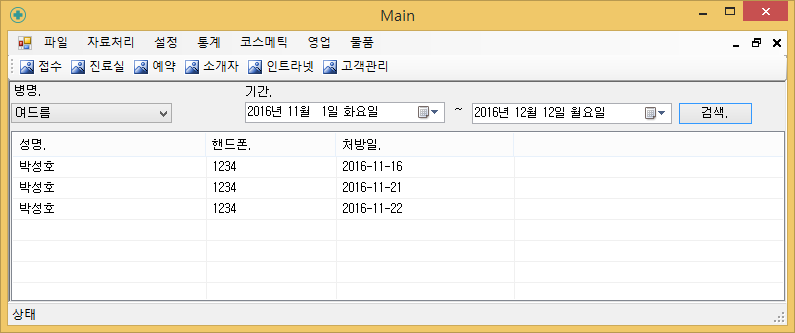 Main
파일 자료처리 설정 통계 코스메틱 영업 물품
접수 진료실 예약 소개자 인트라넷 고객관리
병명. 기간.
여드름 2016년 11월 1일 화요일 ~ 2016년 12월 12일 월요일 검색.
성명. 핸드폰. 처방일.
박성호 1234 2016-11-16
박성호 1234 2016-11-21
박성호 1234 2016-11-22
상태